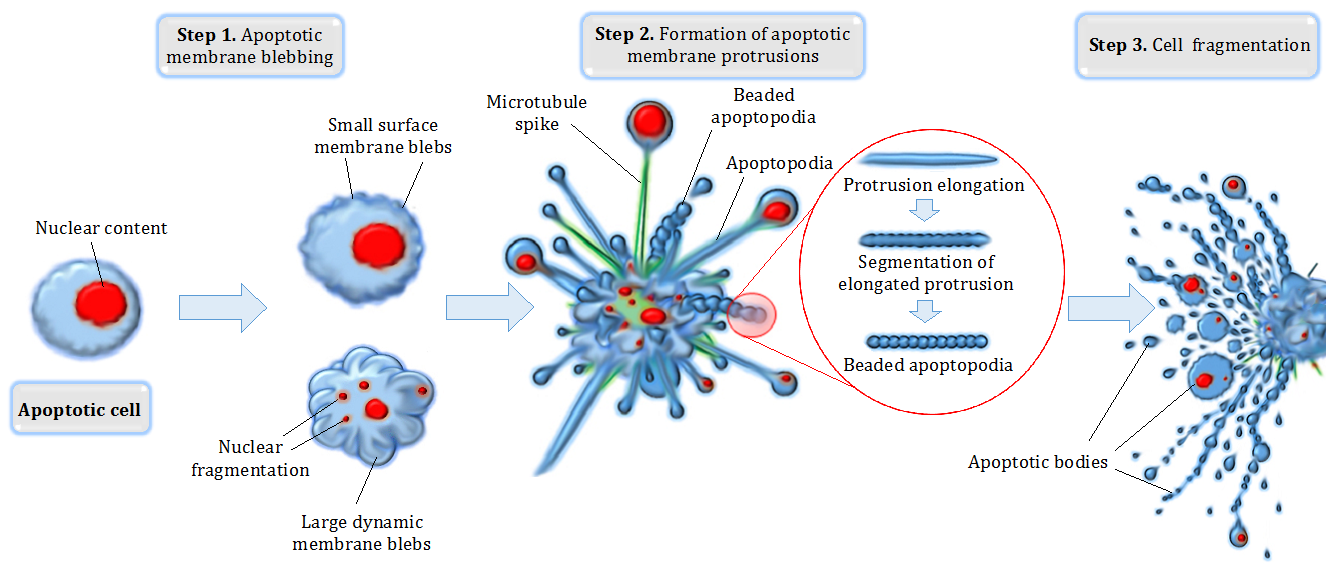 Step 1. Apoptotic
membrane blebbing
Step 2. Formation of apoptotic
membrane protrusions
Step 3. Cell fragmentation
Small surface
membrane blebs
Nuclear content
Apoptotic cell
Nuclear
fragmentation
Large dynamic
membrane blebs
Microtubule
spike
Beaded
apoptopodia
Apoptopodia
Protrusion elongation
Segmentation of
elongated protrusion
Beaded apoptopodia
Apoptotic bodies